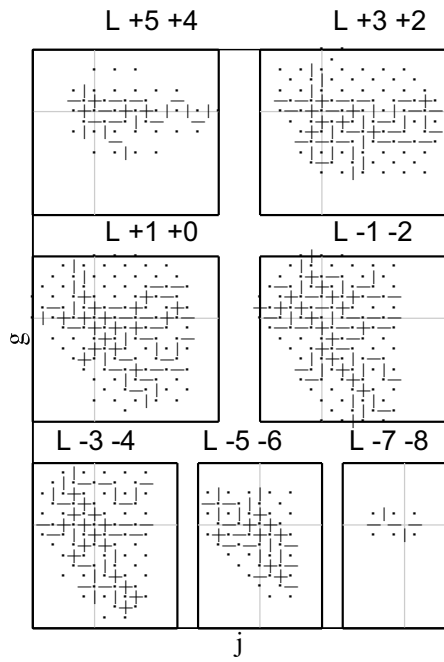 L +5 +4
L +3 +2
L +1 +0
L -1 -2
g
L -3 -4
L -5 -6
L -7 -8
j